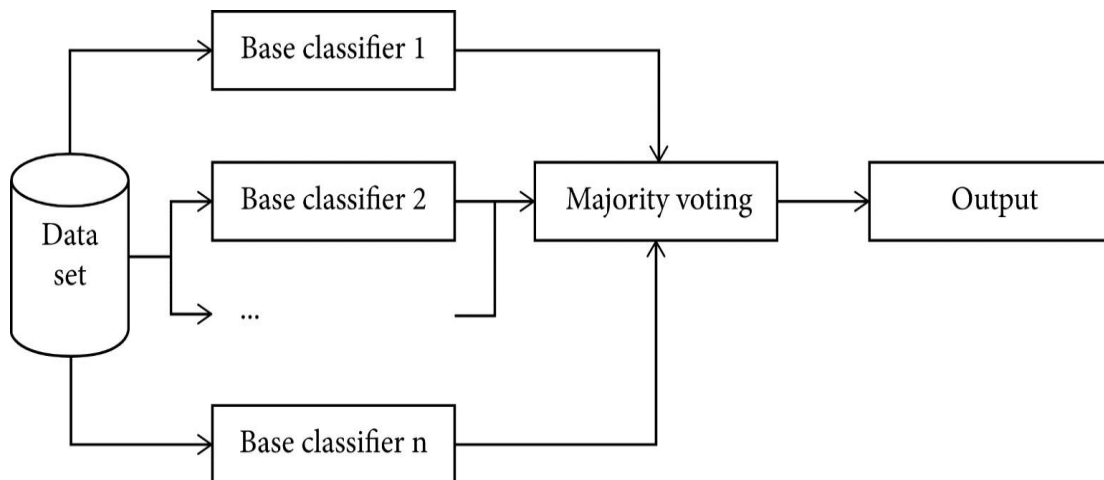 Base classifier 1
Data
set
Base classifier 2
Majority voting
Output
...
Base classifier n